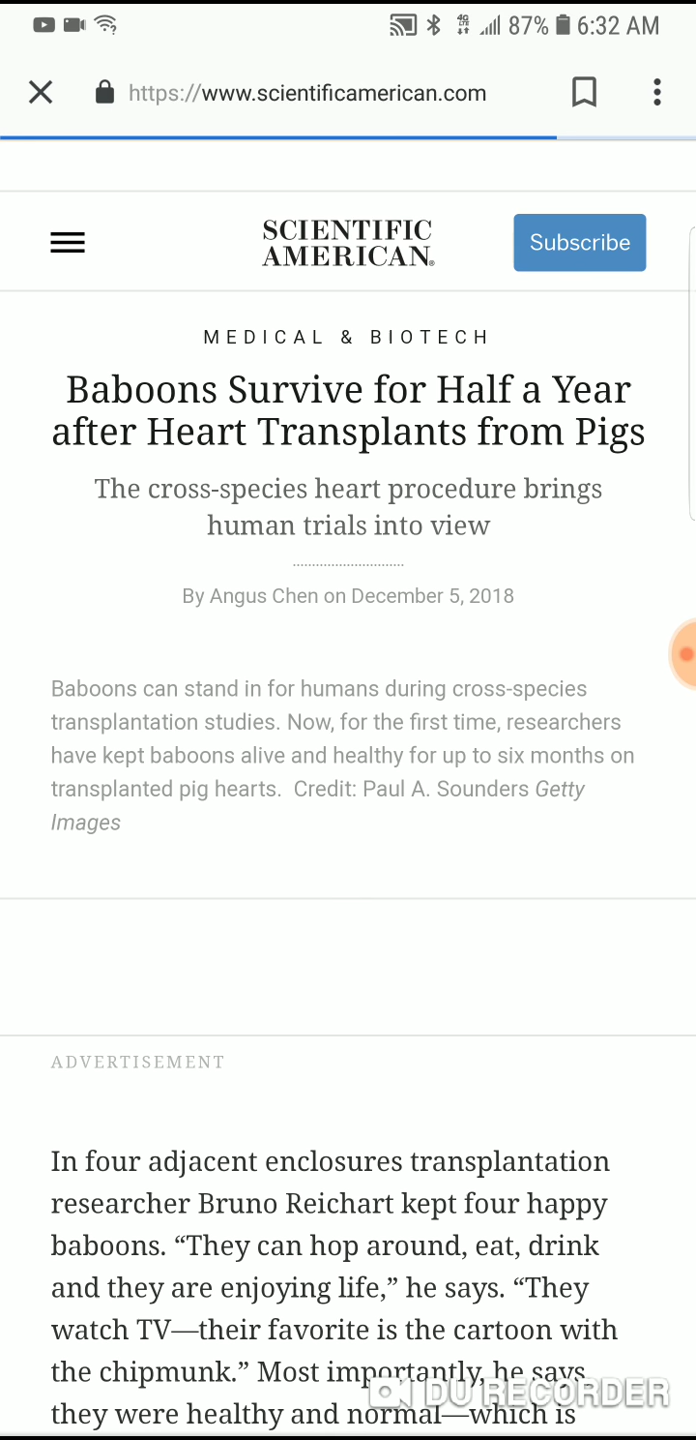 4G LTE 87% 6:32 AM
https://www.scientificamerican.com
SCIENTIFIC
AMERICAN®
Subscribe
MEDICAL & BIOTECH
Baboons Survive for Half a Year
after Heart Transplants from Pigs
The cross-species heart procedure brings
human trials into view
By Angus Chen on December 5, 2018
Baboons can stand in for humans during cross-species
transplantation studies. Now, for the first time, researchers
have kept baboons alive and healthy for up to six months on
transplanted pig hearts. Credit: Paul A. Sounders Getty
Images
ADVERTISEMENT
In four adjacent enclosures transplantation
researcher Bruno Reichart kept four happy
baboons. “They can hop around, eat, drink
and they are enjoying life,” he says. “They
watch TV—their favorite is the cartoon with
the chipmunk.” Most importantly, he says,
they were healthy and normal—which is
DU RECORDER